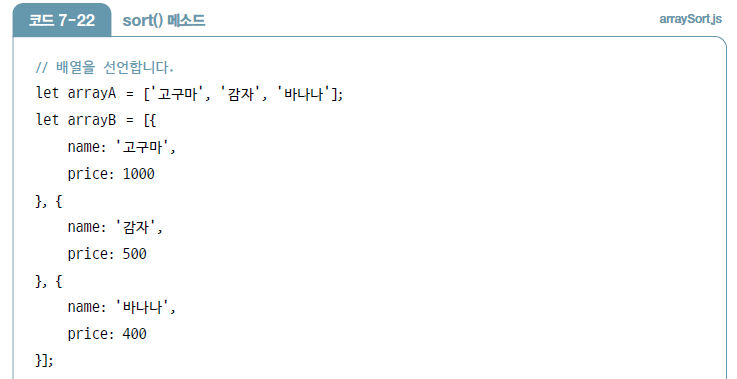 코드 7-22 sort() 메소드 arraySort.js
// 배열을 선언합니다.
let arrayA = ['고구마', '감자', '바나나'];
let arrayB = [{
    name: '고구마',
    price: 1000
}, {
    name: '감자',
    price: 500
}, {
    name: '바나나',
    price: 400
}];